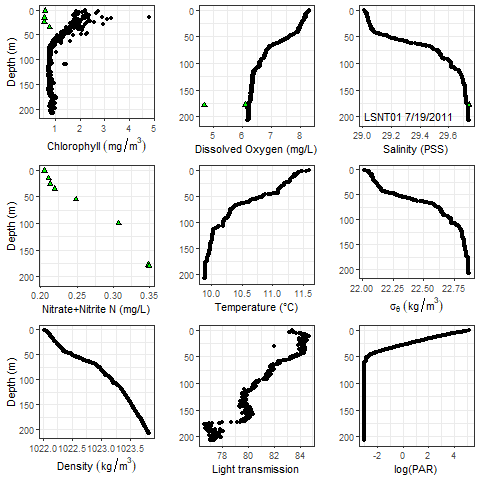 Depth (m)
0
50
100
150
200
1 2 3 4 5
Chlorophyll (mg/m³)
0
50
100
150
200
5 6 7 8
Dissolved Oxygen (mg/L)
0
50
100
150
200
LSNT01 7/19/2011
29.0 29.2 29.4 29.6
Salinity (PSS)
Depth (m)
0
50
100
150
200
0.20 0.25 0.30 0.35
Nitrate+Nitrite N (mg/L)
0
50
100
150
200
10.0 10.5 11.0 11.5
Temperature (°C)
0
50
100
150
200
22.00 22.25 22.50 22.75
σθ (kg/m³)
Depth (m)
0
50
100
150
200
1022.0 1022.5 1023.0 1023.5
Density (kg/m³)
0
50
100
150
200
78 80 82 84
Light transmission
0
50
100
150
200
-2 0 2 4
log(PAR)